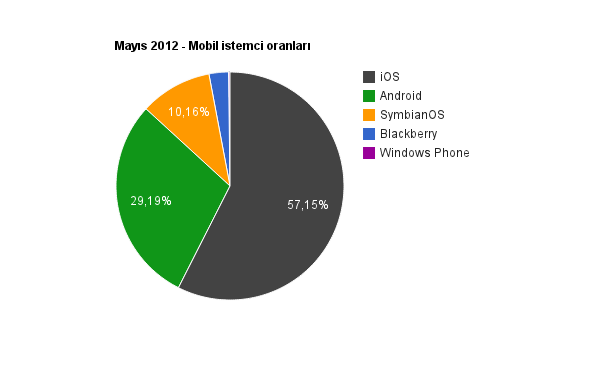 Mayıs 2012 - Mobil istemci oranları
iOS
Android
SymbianOS
Blackberry
Windows Phone
10,16%
29,19%
57,15%